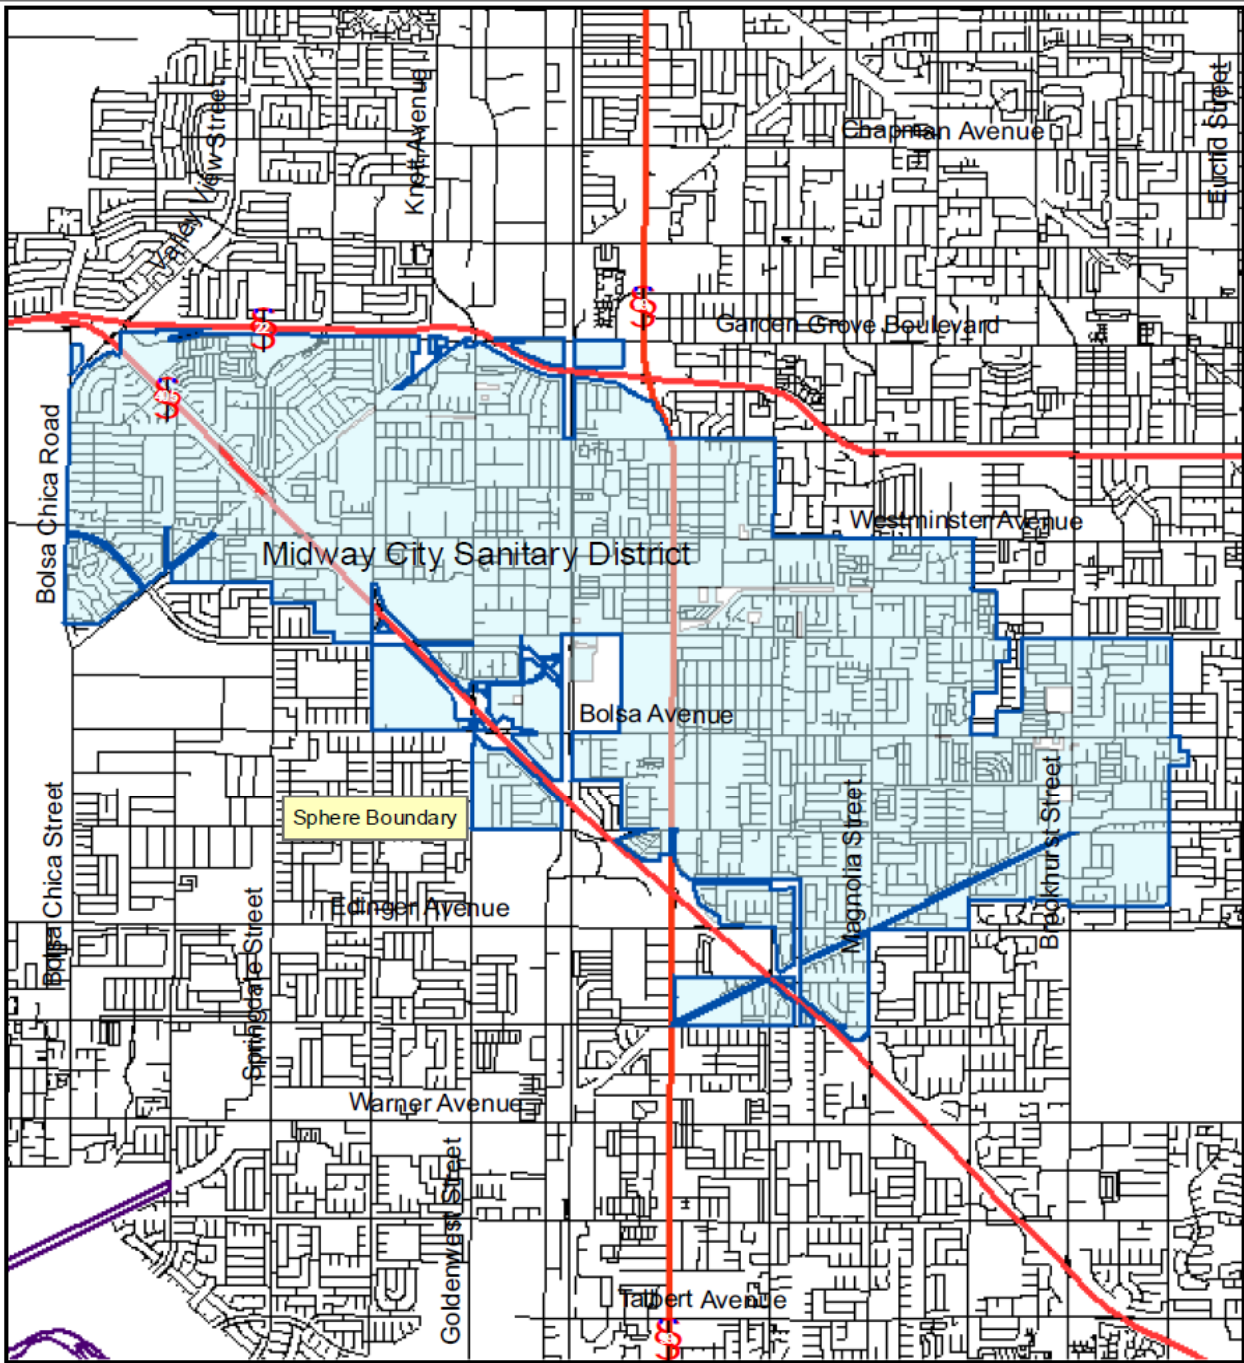 Chapman Avenue
Euclid Street
Knott Avenue
Valley View Street
Garden Grove Boulevard
Bolsa Chica Road
Westminster Avenue
Midway City Sanitary District
Bolsa Avenue
Sphere Boundary
Bolsa Chica Street
Magnolia Street
Brookhurst Street
Edinger Avenue
Springdale Street
Warner Avenue
Goldenwest Street
Talbert Avenue